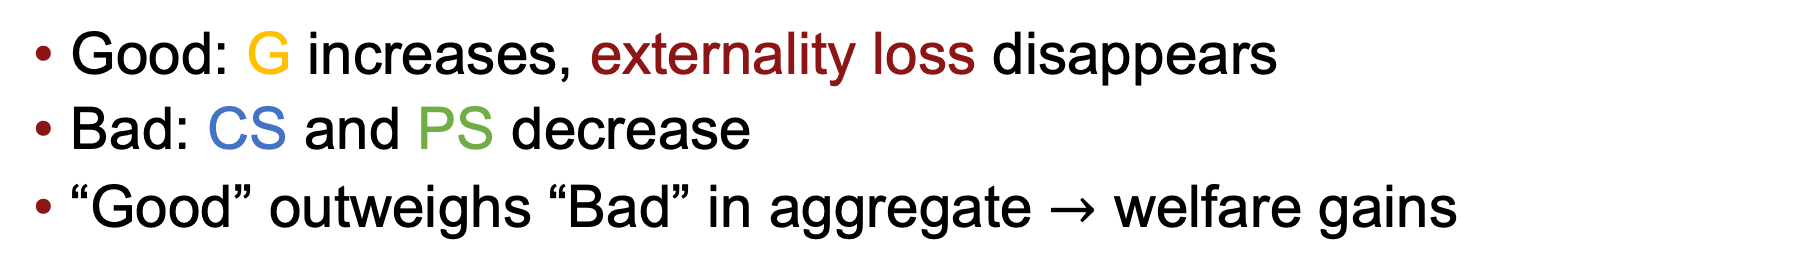 • Good: G increases, externality loss disappears
• Bad: CS and PS decrease
• “Good” outweighs “Bad” in aggregate → welfare gains